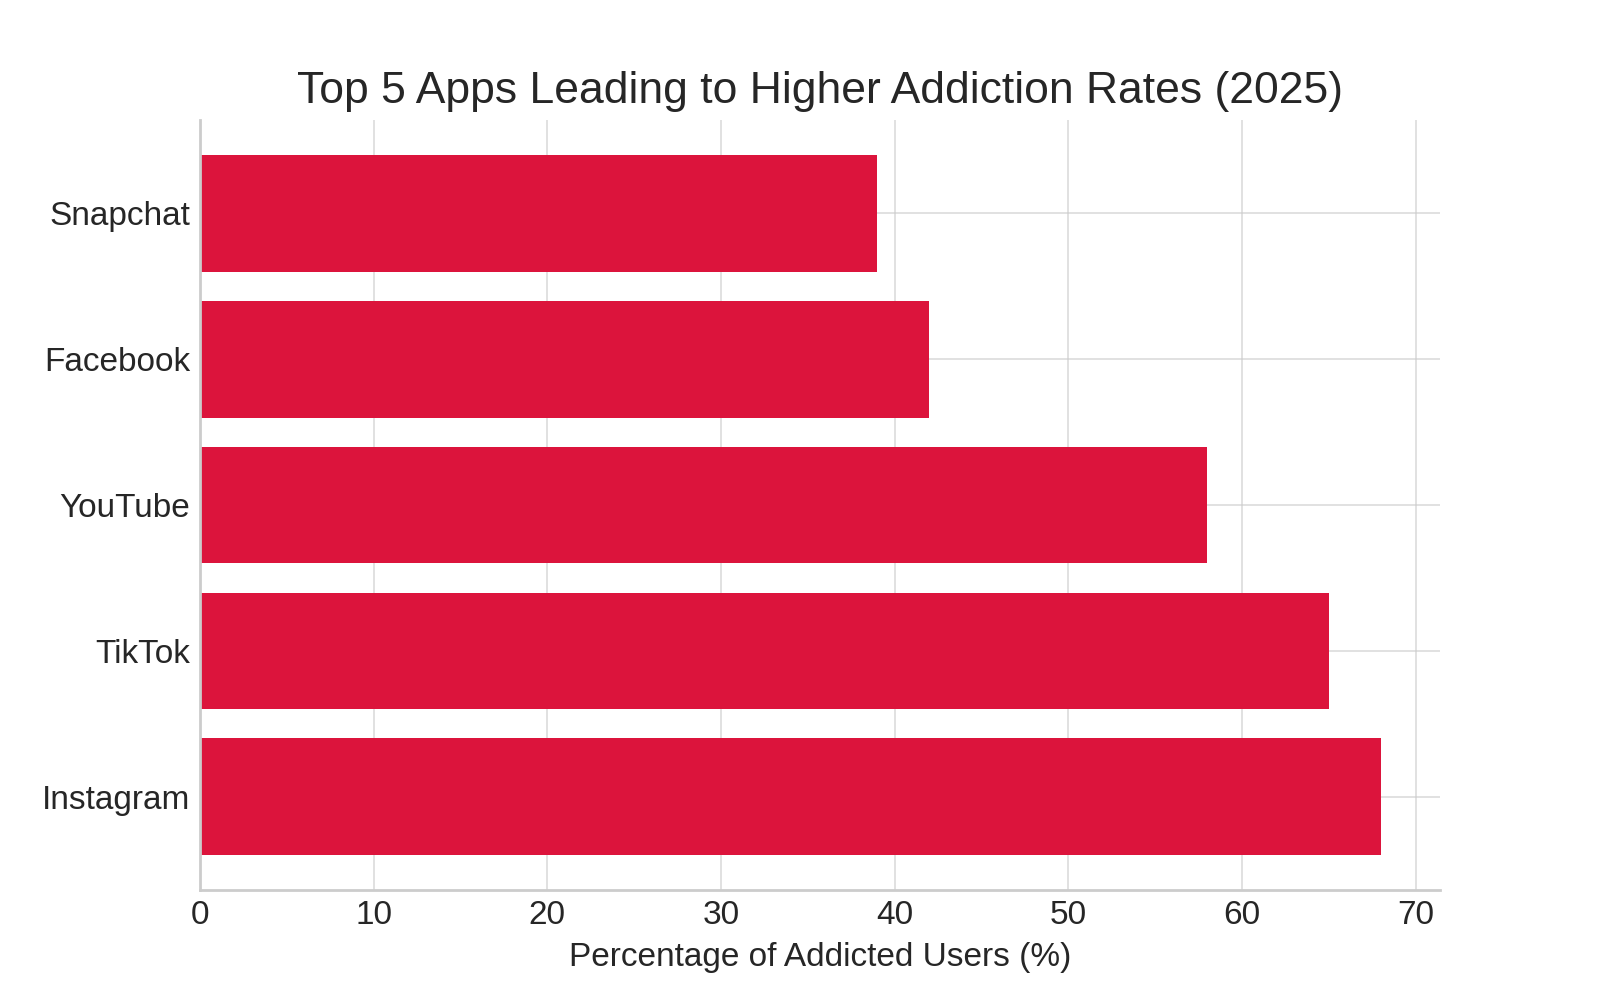 Top 5 Apps Leading to Higher Addiction Rates (2025)
Snapchat
Facebook
YouTube
TikTok
Instagram
0 10 20 30 40 50 60 70
Percentage of Addicted Users (%)